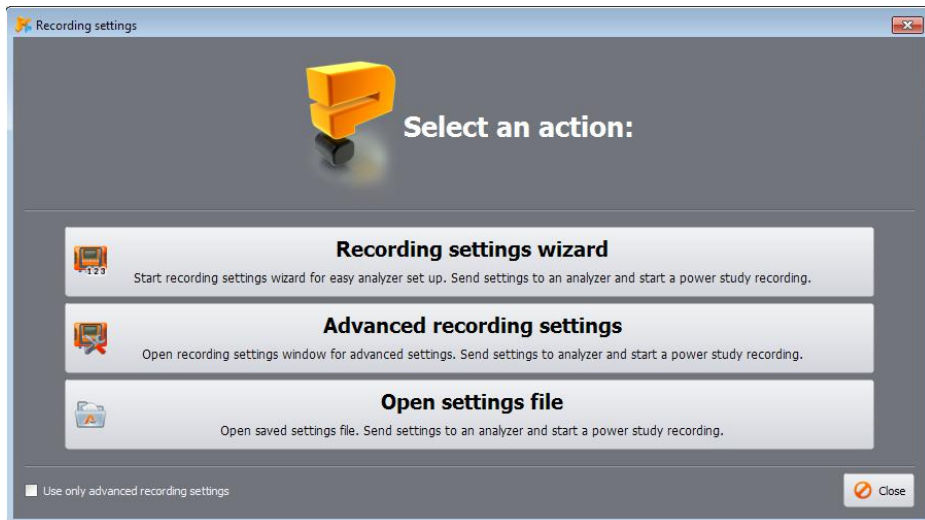 Recording settings
Select an action:
Recording settings wizard
123
Start recording settings wizard for easy analyzer set up. Send settings to an analyzer and start a power study recording.
Advanced recording settings
Open recording settings window for advanced settings. Send settings to analyzer and start a power study recording.
Open settings file
Open saved settings file. Send settings to an analyzer and start a power study recording.
Use only advanced recording settings
Close